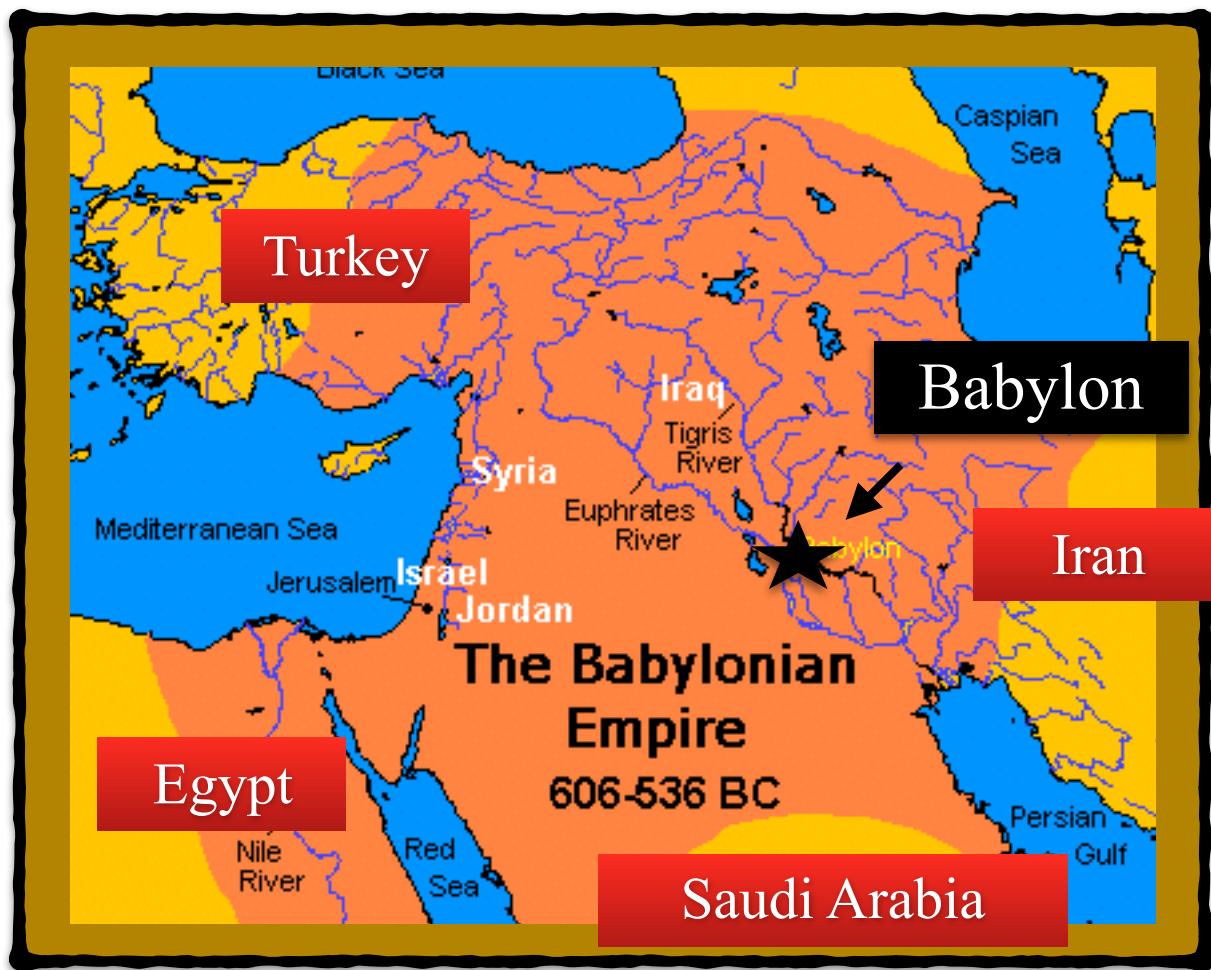 Black Sea
Caspian
Sea
Turkey
Babylon
Iraq
Tigris
River
Syria
Euphrates
River
Mediterranean Sea
Babylon
Iran
Jerusalem
Israel
Jordan
The Babylonian
Empire
606-536 BC
Egypt
Nile
River
Red
Sea
Persian
Gulf
Saudi Arabia